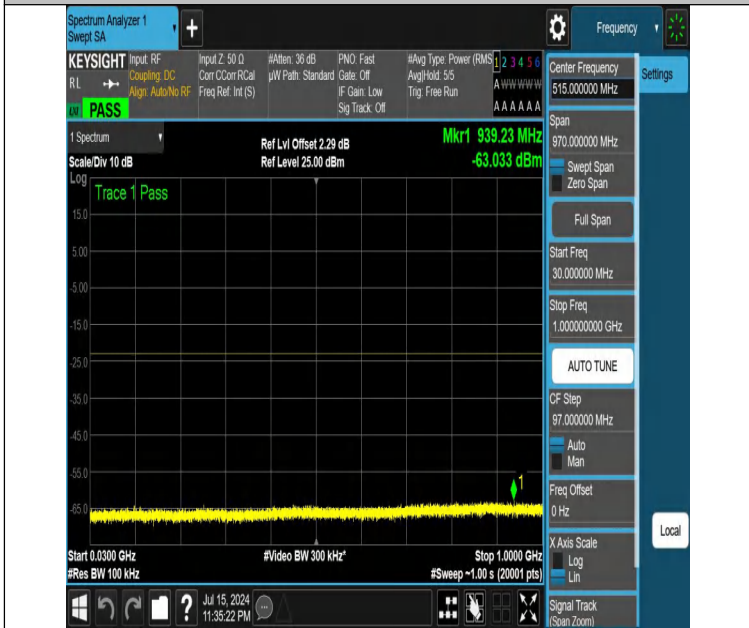 Spectrum Analyzer 1
Swept SA
+
Frequency
KEYSIGHT
RL
PASS
Input: RF
Coupling: DC
Align: Auto/No RF
Input Z: 50 Ω
Corr CCorr RCal
Freq Ref: Int (S)
#Atten: 36 dB
µW Path: Standard
PNO: Fast
Gate: Off
IF Gain: Low
Sig Track: Off
#Avg Type: Power (RMS
Avg|Hold: 5/5
Trig: Free Run
1 2 3 4 5 6
A W W W W W
A A A A A A
1 Spectrum
Scale/Div 10 dB
Log
Ref Lvl Offset 2.29 dB
Ref Level 25.00 dBm
Mkr1 939.23 MHz
-63.033 dBm
Trace 1 Pass
15.0
5.00
-5.00
-15.0
-25.0
-35.0
-45.0
-55.0
-65.0
1
Start 0.0300 GHz
#Res BW 100 kHz
#Video BW 300 kHz*
Stop 1.0000 GHz
#Sweep ~1.00 s (20001 pts)
Center Frequency
515.000000 MHz
Settings
Span
970.000000 MHz
Swept Span
Zero Span
Full Span
Start Freq
30.000000 MHz
Stop Freq
1.000000000 GHz
AUTO TUNE
CF Step
97.000000 MHz
Auto
Man
Freq Offset
0 Hz
X Axis Scale
Log
Lin
Local
Signal Track
(Span Zoom)
?
Jul 15, 2024
11:35:22 PM